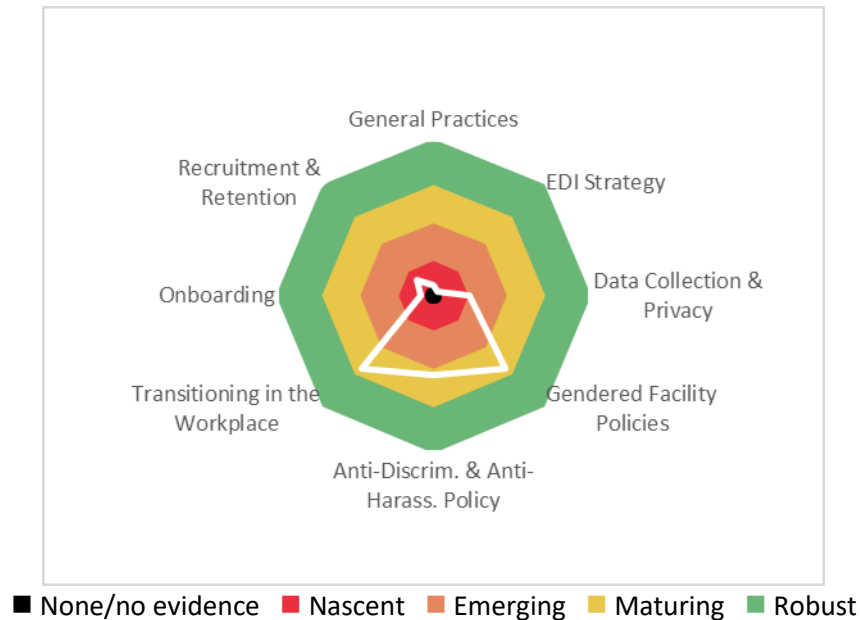 General Practices
Recruitment &
Retention
EDI Strategy
Onboarding
Data Collection &
Privacy
Transitioning in the
Workplace
Gendered Facility
Policies
Anti-Discrim. & Anti-
Harass. Policy
None/no evidence Nascent Emerging Maturing Robust